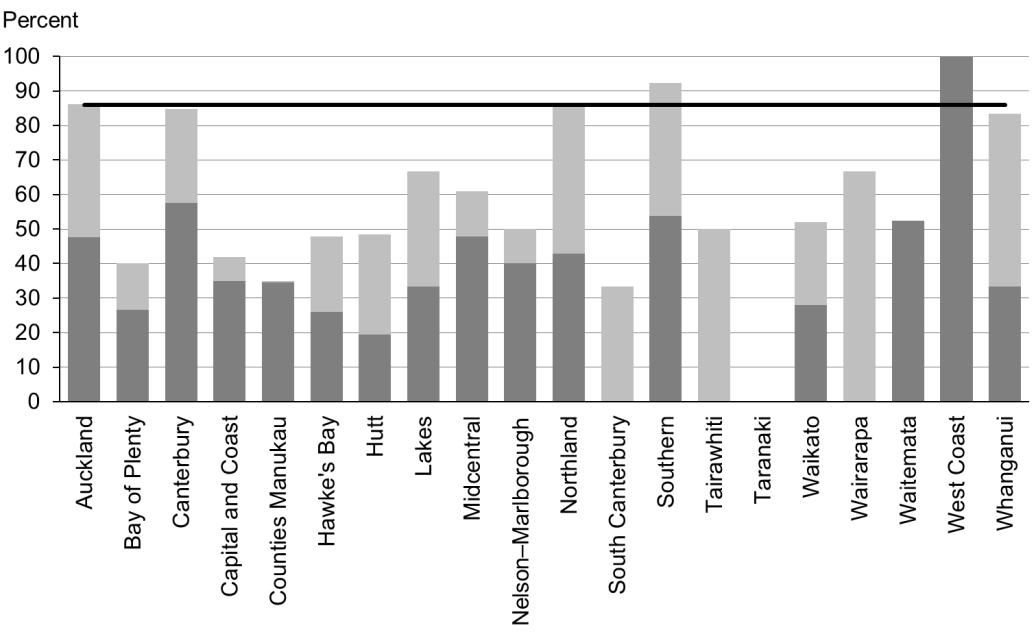 Percent
100
90
80
70
60
50
40
30
20
10
0
Auckland
Bay of Plenty
Canterbury
Capital and Coast
Counties Manukau
Hawke's Bay
Hutt
Lakes
Midcentral
Nelson–Marlborough
Northland
South Canterbury
Southern
Tairawhiti
Taranaki
Waikato
Wairarapa
Waitemata
West Coast
Whanganui